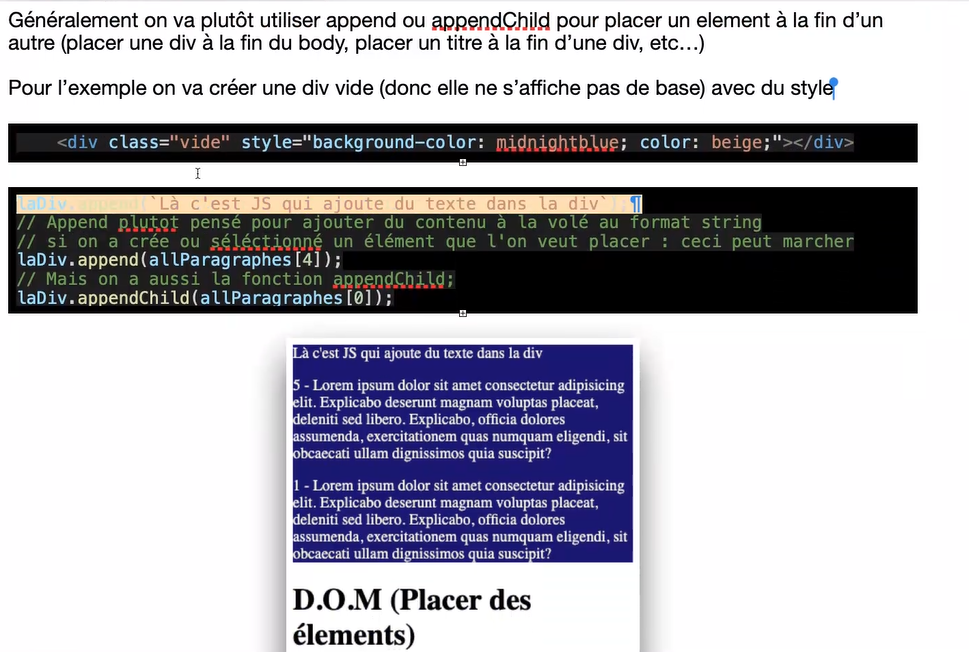 Généralement on va plutôt utiliser append ou appendChild pour placer un element à la fin d’un
autre (placer une div à la fin du body, placer un titre à la fin d’une div, etc…)
Pour l’exemple on va créer une div vide (donc elle ne s’affiche pas de base) avec du style
<div class="vide" style="background-color: midnightblue; color: beige;"></div>
laDiv.append(`Là c'est JS qui ajoute du texte dans la div`);¶
// Append plutot pensé pour ajouter du contenu à la volé au format string
// si on a crée ou séléctionné un élément que l'on veut placer : ceci peut marcher
laDiv.append(allParagraphes[4]);
// Mais on a aussi la fonction appendChild;
laDiv.appendChild(allParagraphes[0]);
Là c'est JS qui ajoute du texte dans la div
5 - Lorem ipsum dolor sit amet consectetur adipisicing
elit. Explicabo deserunt magnam voluptas placeat,
deleniti sed libero. Explicabo, officia dolores
assumenda, exercitationem quas numquam eligendi, sit
obcaecati ullam dignissimos quia suscipit?
1 - Lorem ipsum dolor sit amet consectetur adipisicing
elit. Explicabo deserunt magnam voluptas placeat,
deleniti sed libero. Explicabo, officia dolores
assumenda, exercitationem quas numquam eligendi, sit
obcaecati ullam dignissimos quia suscipit?
D.O.M (Placer des
élements)